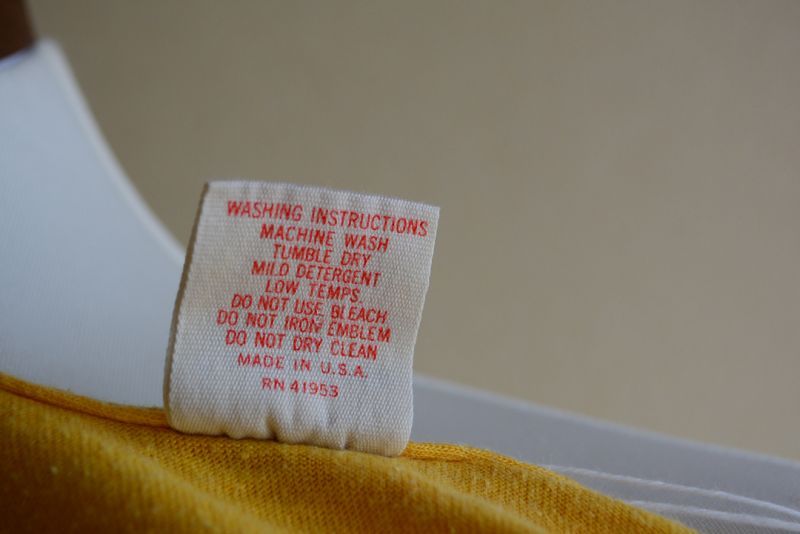 WASHING INSTRUCTIONS
MACHINE WASH
TUMBLE DRY
MILD DETERGENT
LOW TEMPS.
DO NOT USE BLEACH
DO NOT IRON EMBLEM
DO NOT DRY CLEAN
MADE IN U.S.A.
RN 41953